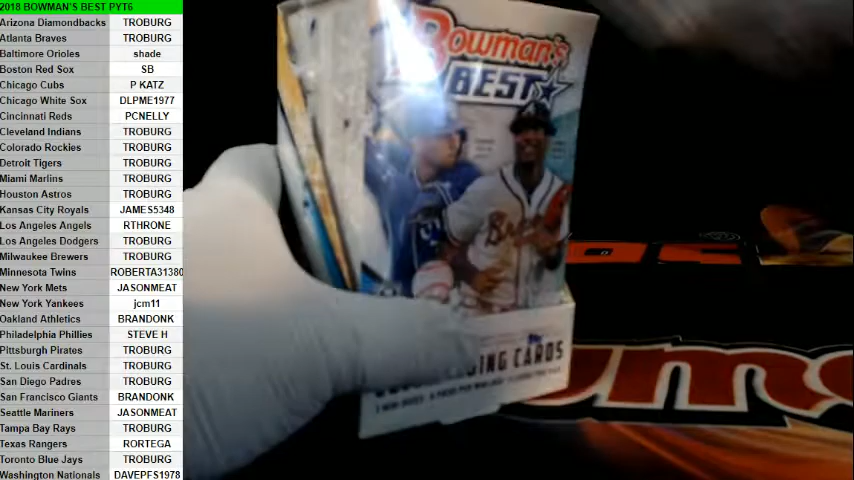 2018 BOWMAN'S BEST PYT6
Arizona Diamondbacks TROBURG
Atlanta Braves TROBURG
Baltimore Orioles shade
Boston Red Sox SB
Chicago Cubs P KATZ
Chicago White Sox DLPME1977
Cincinnati Reds PCNELLY
Cleveland Indians TROBURG
Colorado Rockies TROBURG
Detroit Tigers TROBURG
Miami Marlins TROBURG
Houston Astros TROBURG
Kansas City Royals JAMES5348
Los Angeles Angels RTHRONE
Los Angeles Dodgers TROBURG
Milwaukee Brewers TROBURG
Minnesota Twins ROBERTA31380
New York Mets JASONMEAT
New York Yankees jcm11
Oakland Athletics BRANDONK
Philadelphia Phillies STEVE H
Pittsburgh Pirates TROBURG
St. Louis Cardinals TROBURG
San Diego Padres TROBURG
San Francisco Giants BRANDONK
Seattle Mariners JASONMEAT
Tampa Bay Rays TROBURG
Texas Rangers RORTEGA
Toronto Blue Jays TROBURG
Washington Nationals DAVEPFS1978
Bowman's
BEST
CARDS